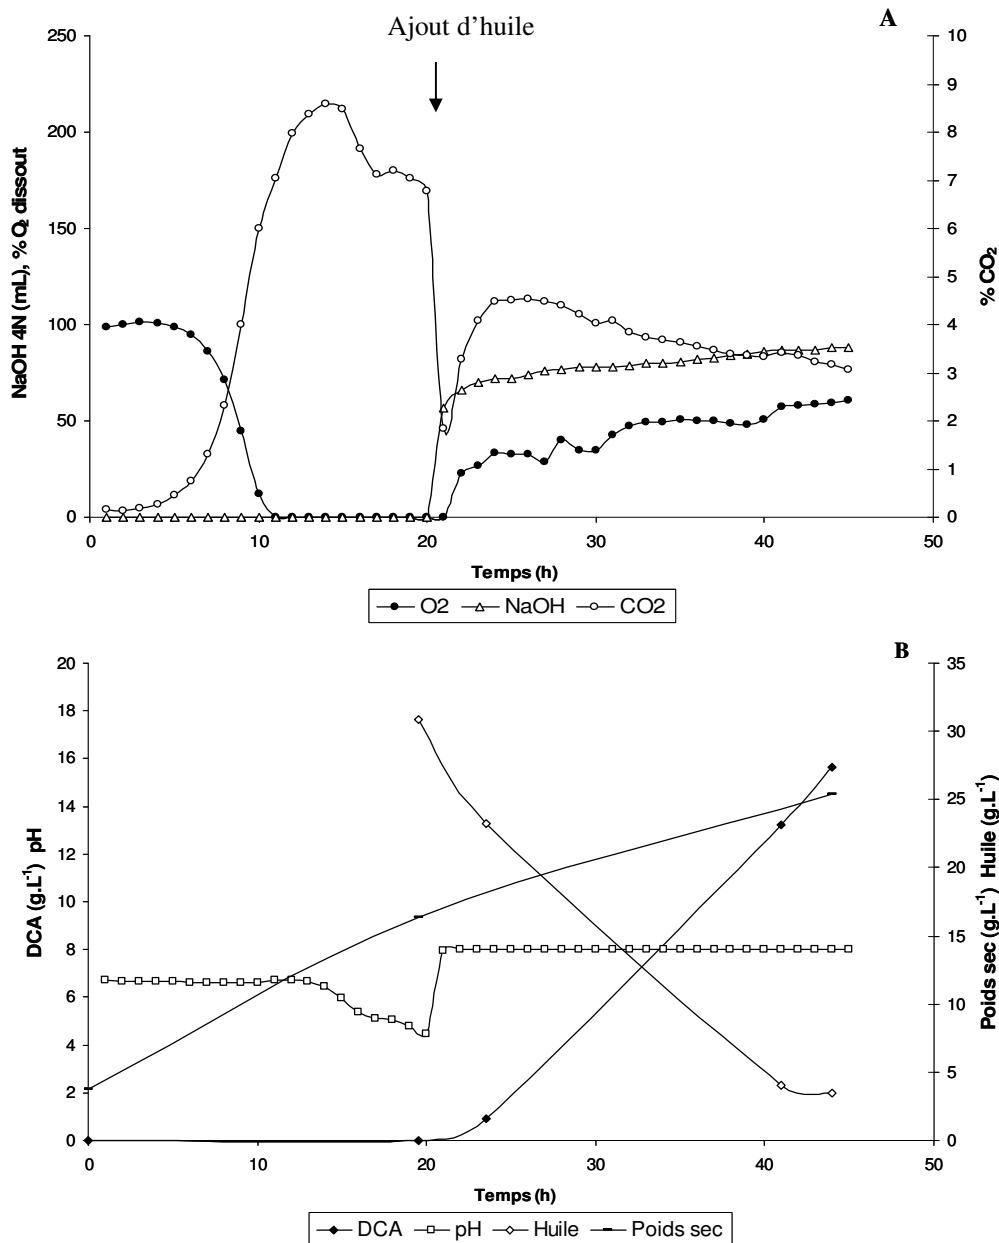 Ajout d'huile
A
NaOH 4N (mL), % O2 dissout
250
200
150
100
50
0
10
9
8
7
6
5
4
3
2
1
0
% CO2
0 10 20 30 40 50
Temps (h)
O2 NaOH CO2
B
DCA (g.L-1) pH
20
18
16
14
12
10
8
6
4
2
0
35
30
25
20
15
10
5
0
Poids sec (g.L-1) Huile (g.L-1)
0 10 20 30 40 50
Temps (h)
DCA pH Huile Poids sec